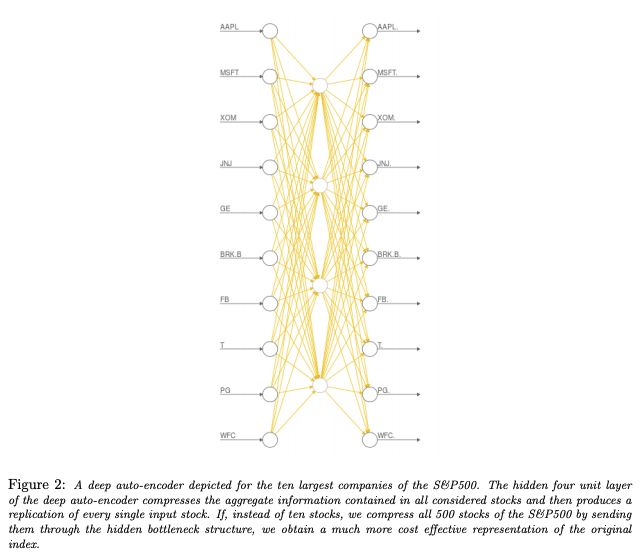 AAPL AAPL.
MSFT MSFT.
XOM XOM.
JNJ JNJ.
GE GE.
BRK.B BRK.B.
FB FB.
T T.
PG PG.
WFC WFC.
Figure 2: A deep auto-encoder depicted for the ten largest companies of the S&P500. The hidden four unit layer
of the deep auto-encoder compresses the aggregate information contained in all considered stocks and then produces a
replication of every single input stock. If, instead of ten stocks, we compress all 500 stocks of the S&P500 by sending
them through the hidden bottleneck structure, we obtain a much more cost effective representation of the original
index.